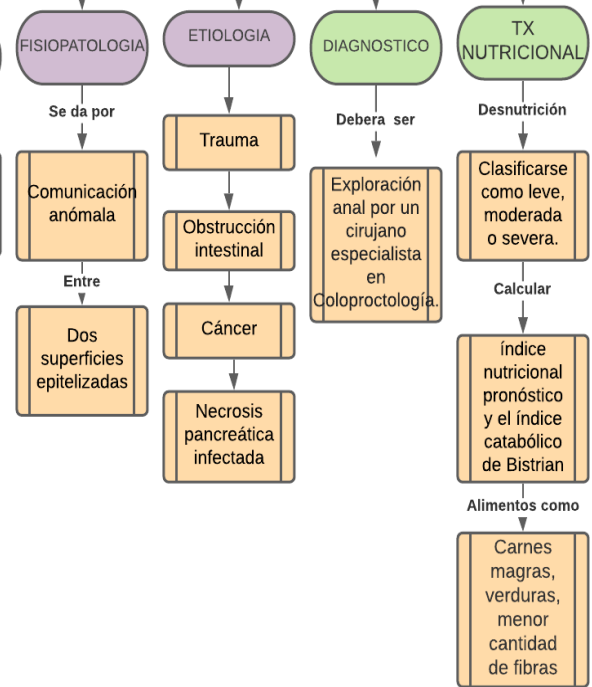 FISIOPATOLOGIA
Se da por
Comunicación
anómala
Entre
Dos
superficies
epitelizadas
ETIOLOGIA
Trauma
Obstrucción
intestinal
Cáncer
Necrosis
pancreática
infectada
DIAGNOSTICO
Debera ser
Exploración
anal por un
cirujano
especialista
en
Coloproctología.
TX
NUTRICIONAL
Desnutrición
Clasificarse
como leve,
moderada
o severa.
Calcular
índice
nutricional
pronóstico
y el índice
catabólico
de Bistrian
Alimentos como
Carnes
magras,
verduras,
menor
cantidad
de fibras